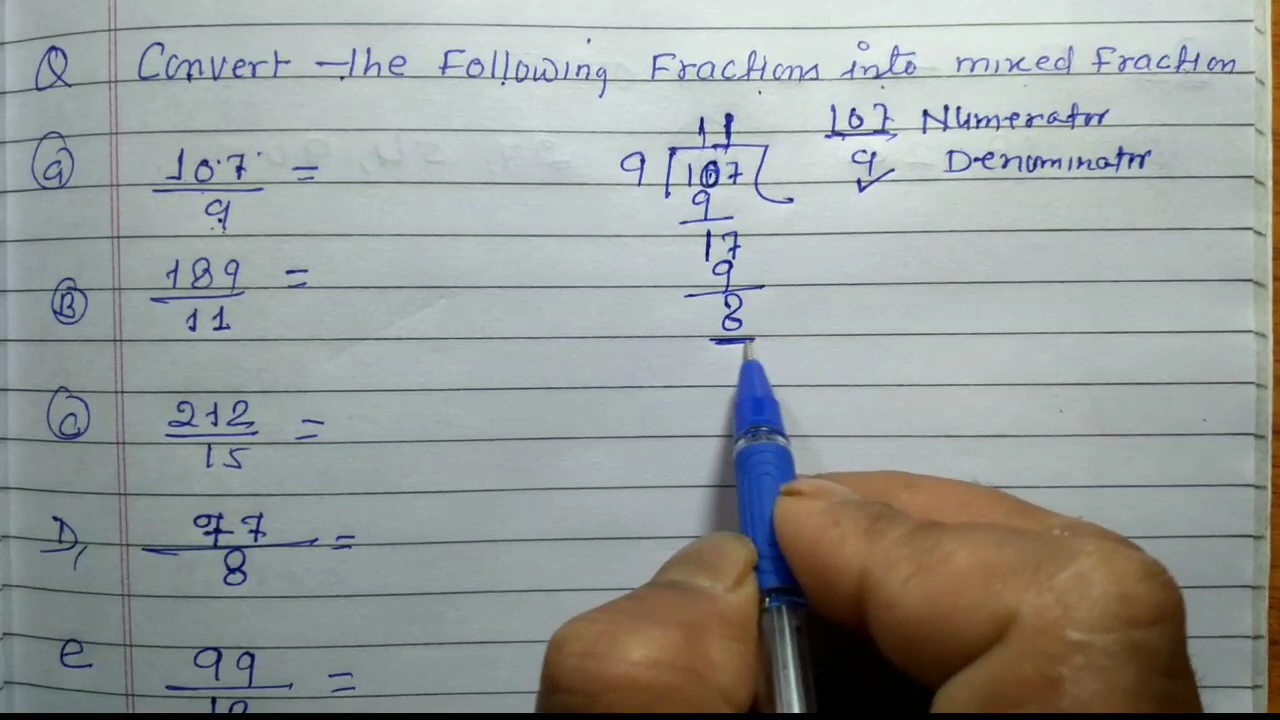 Q Convert the Following Fractions into mixed Fraction
a 107/9 =
B 189/11 =
C 212/15 =
D, 77/8 =
e 99/ =
11
9 107
9
17
9
8
107 Numerator
9 Denominator